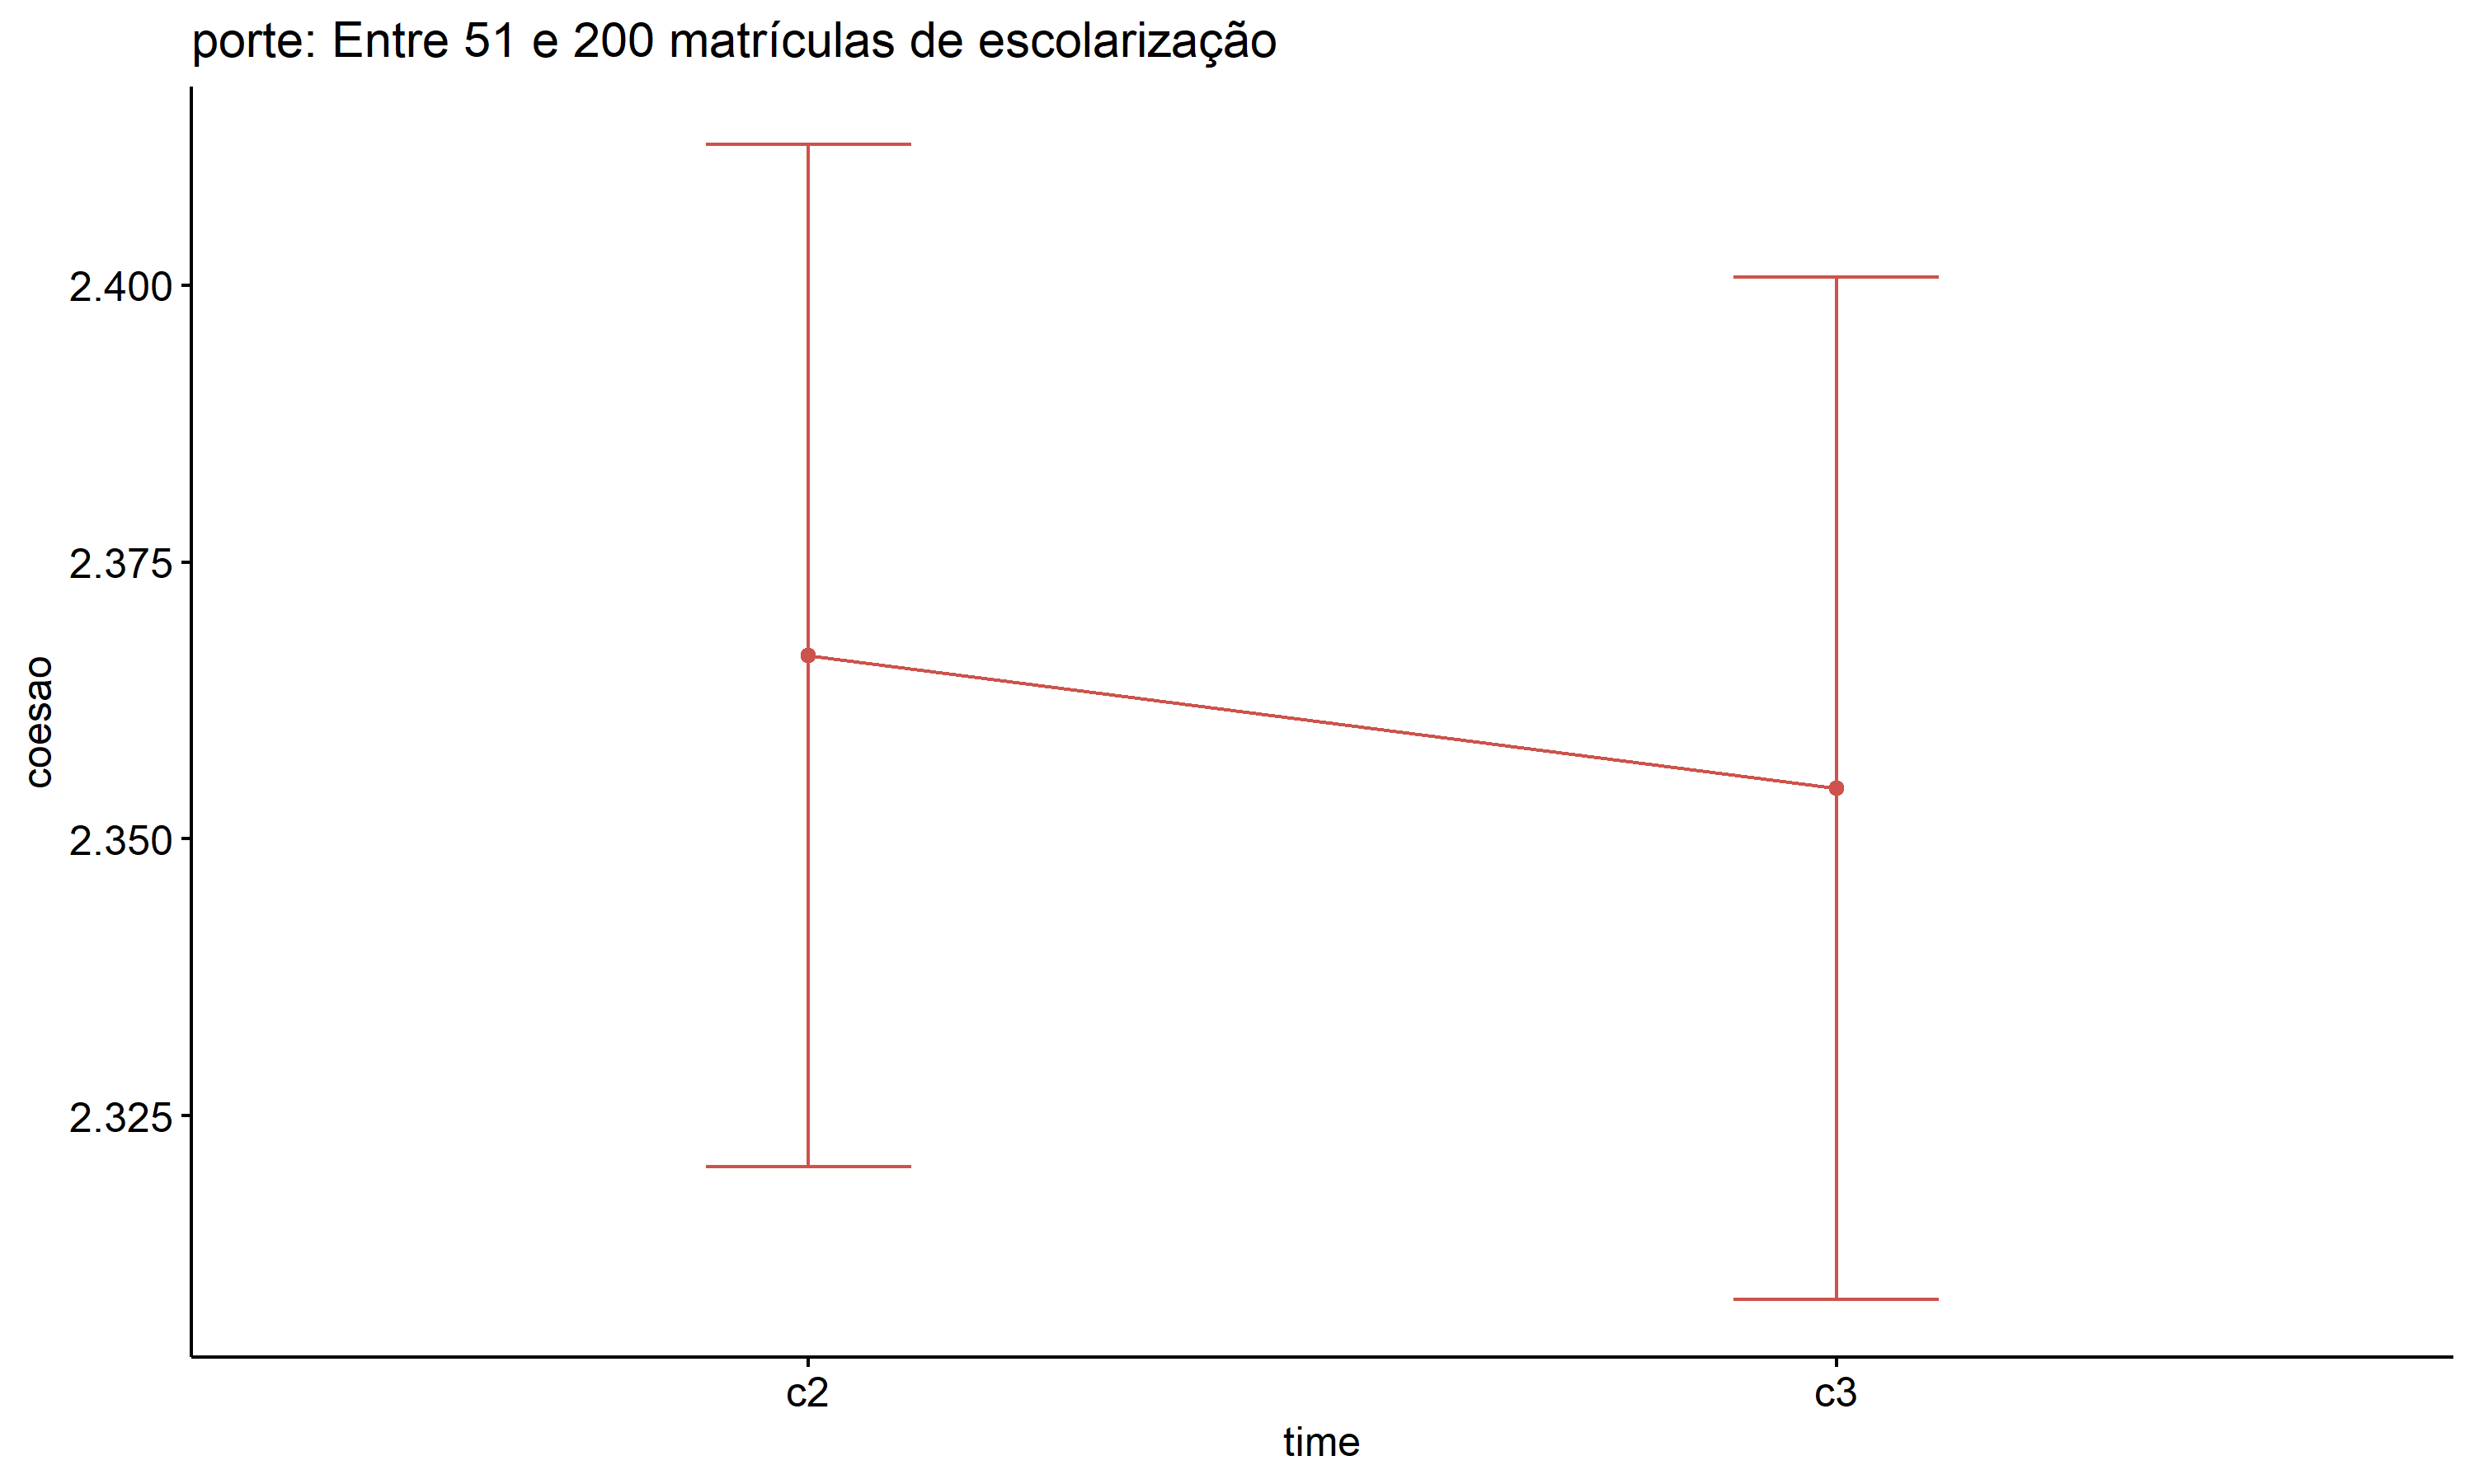 porte: Entre 51 e 200 matrículas de escolarização
2.400
2.375
2.350
2.325
coesao
c2
c3
time